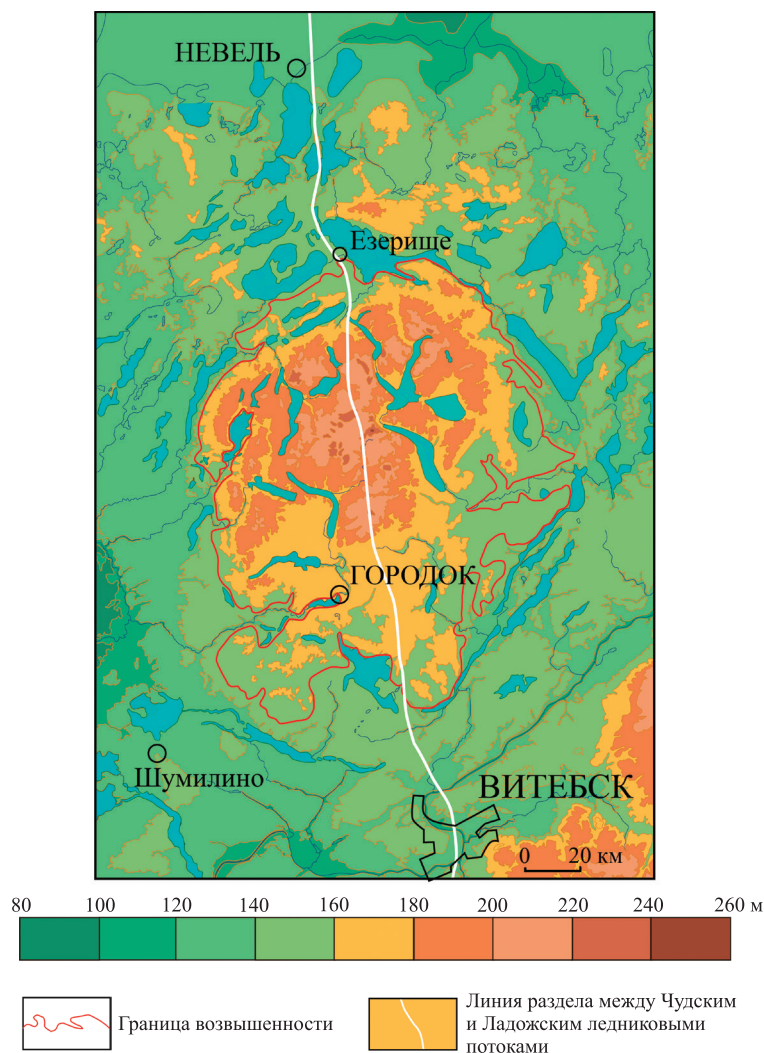 НЕВЕЛЬ
Езерище
ГОРОДОК
Шумилино
ВИТЕБСК
0 20 км
80 100 120 140 160 180 200 220 240 260 м
Граница возвышенности
Линия раздела между Чудским
и Ладожским ледниковыми
потоками